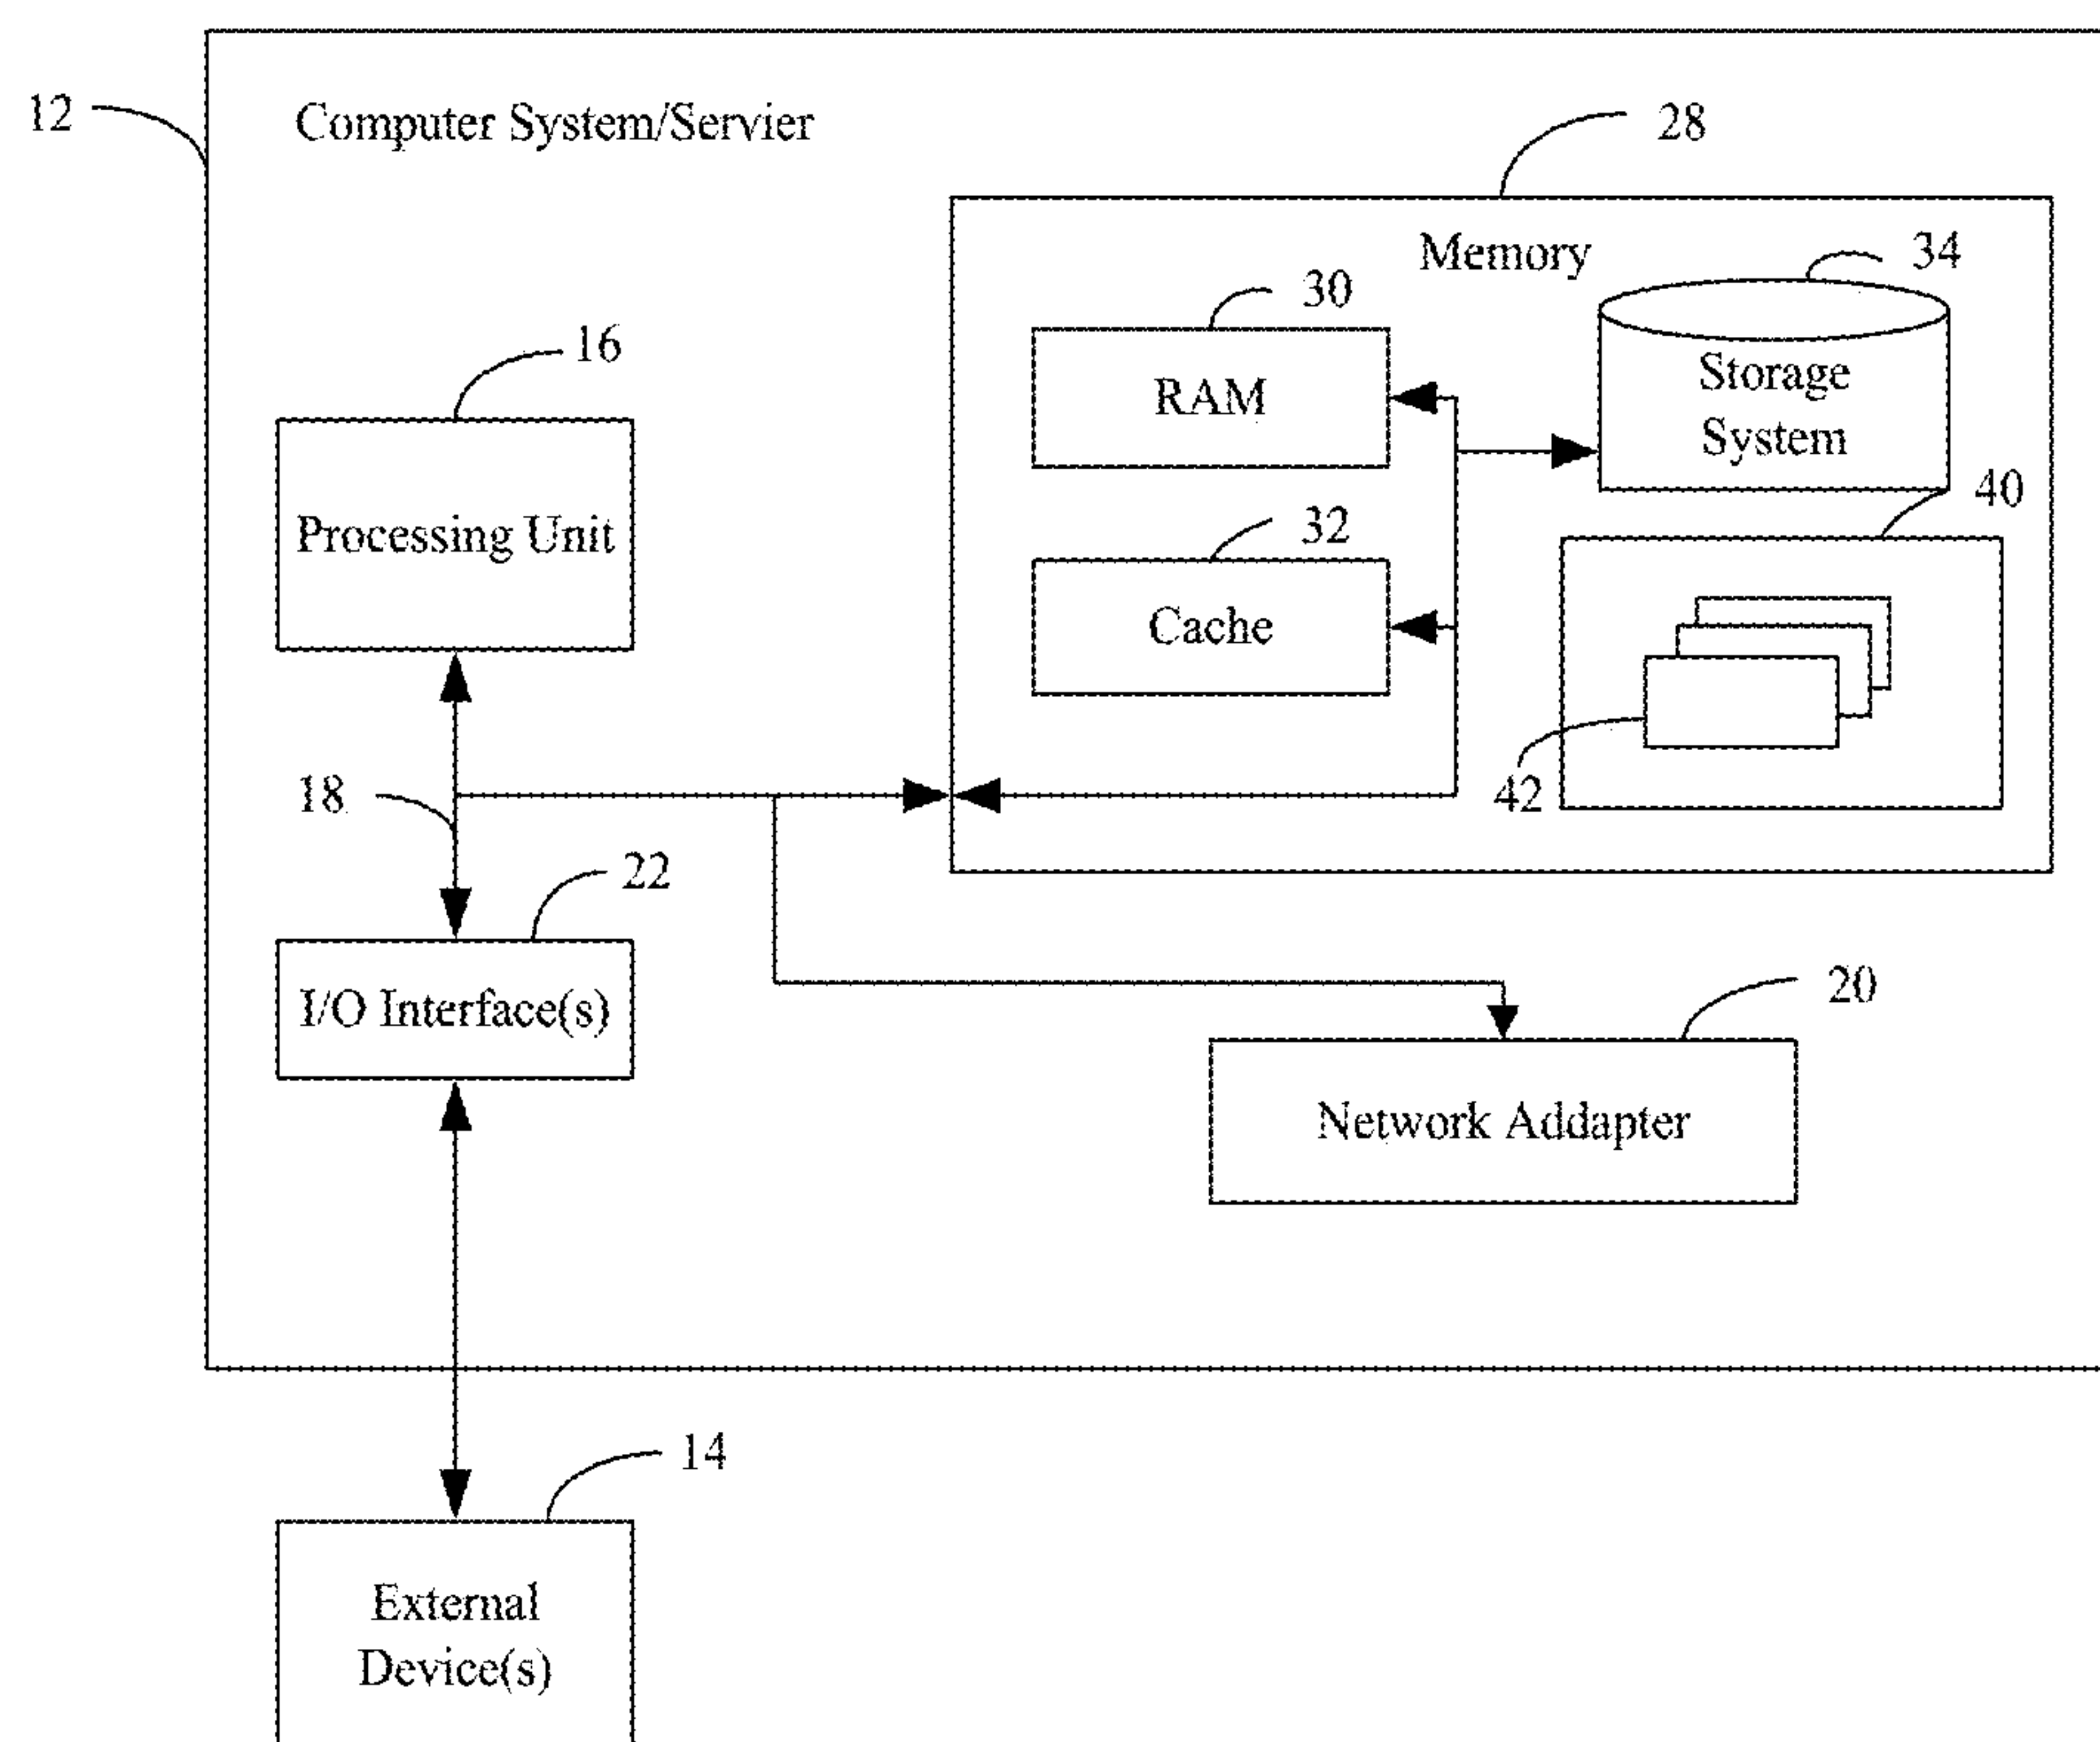 12
Computer System/Servier
28
Memory
34
30
16
RAM
Storage
System
40
32
Processing Unit
Cache
18
42
22
I/O Interface(s)
20
Network Addapter
14
External
Device(s)